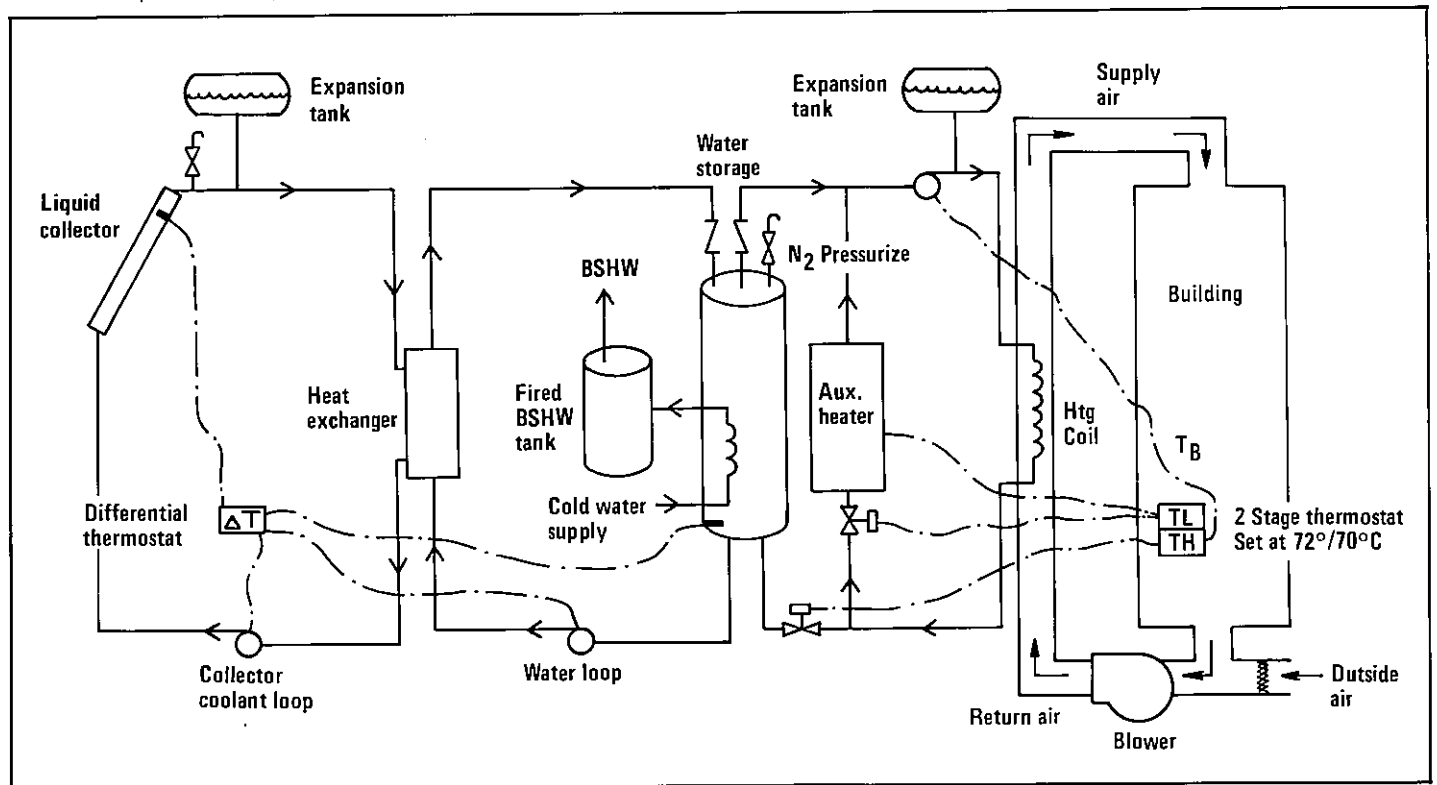 Expansion
tank
Liquid
collector
Expansion
tank
Supply
air
Water
storage
N2 Pressurize
BSHW
Building
Heat
exchanger
Fired
BSHW
tank
Aux.
heater
Htg
Coil
TB
Cold water
supply
Differential
thermostat
Δ T
TL
TH
2 Stage thermostat
Set at 72°/70°C
Collector
coolant loop
Water loop
Return air
Blower
Dutside
air